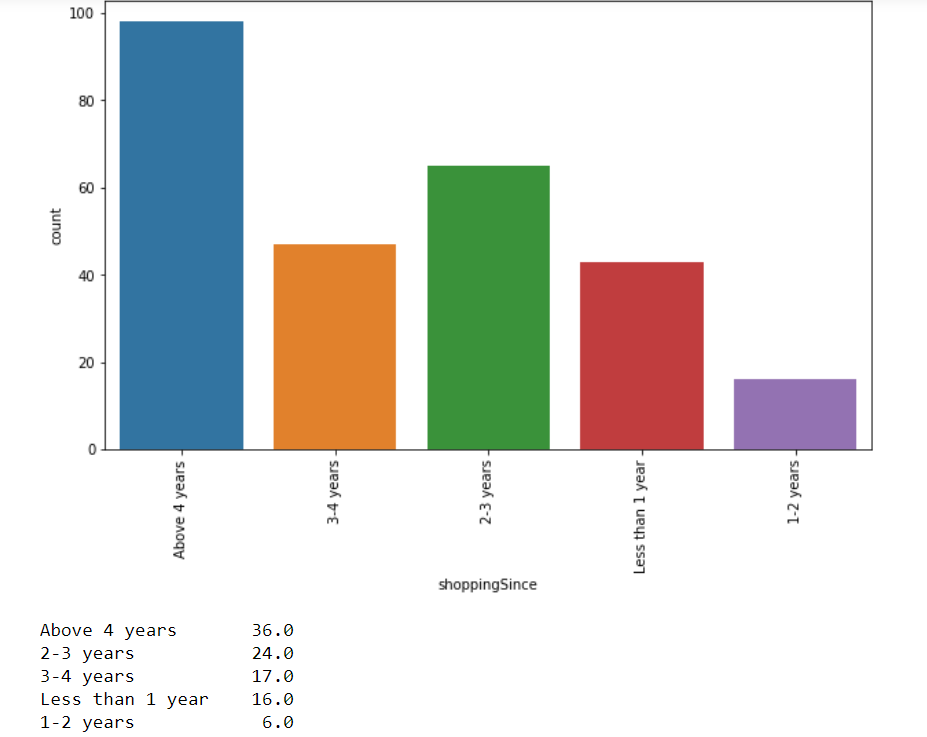 100
80
60
40
20
0
count
Above 4 years
3-4 years
2-3 years
Less than 1 year
1-2 years
shoppingSince
Above 4 years 36.0
2-3 years 24.0
3-4 years 17.0
Less than 1 year 16.0
1-2 years 6.0